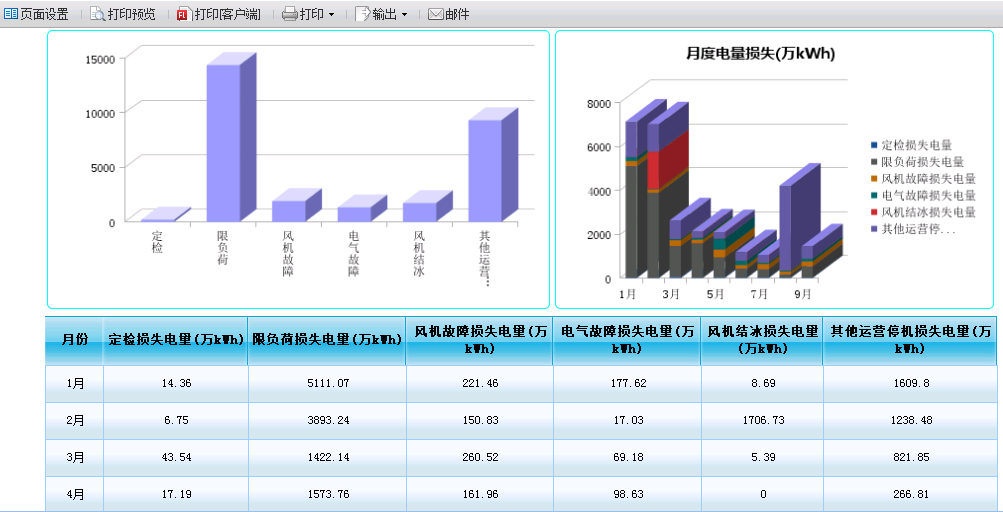 页面设置 打印预览 打印[客户端] 打印 输出 邮件
15000
10000
5000
0
定检
限负荷
风机故障
电气故障
风机结冰
其他运营...
月度电量损失(万kWh)
8000
6000
4000
2000
0
1月 3月 5月 7月 9月
定检损失电量
限负荷损失电量
风机故障损失电量
电气故障损失电量
风机结冰损失电量
其他运营停...
月份 定检损失电量(万kWh) 限负荷损失电量(万kWh) 风机故障损失电量(万kWh) 电气故障损失电量(万kWh) 风机结冰损失电量(万kWh) 其他运营停机损失电量(万kWh)
1月 14.36 5111.07 221.46 177.62 8.69 1609.8
2月 6.75 3893.24 150.83 17.03 1706.73 1238.48
3月 43.54 1422.14 260.52 69.18 5.39 821.85
4月 17.19 1573.76 161.96 98.63 0 266.81